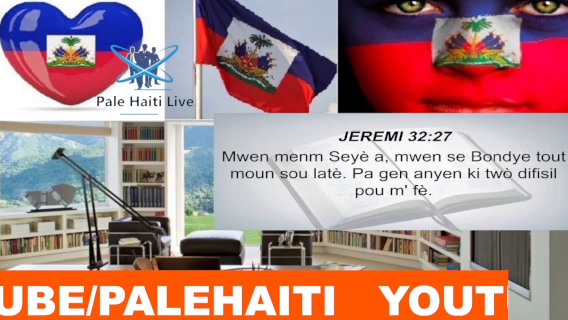 Pale Haiti Live
JEREMI 32:27
Mwen menm Seyè a, mwen se Bondye tout
moun sou latè. Pa gen anyen ki twò difisil
pou m' fè.
UBE/PALEHAITI YOUT